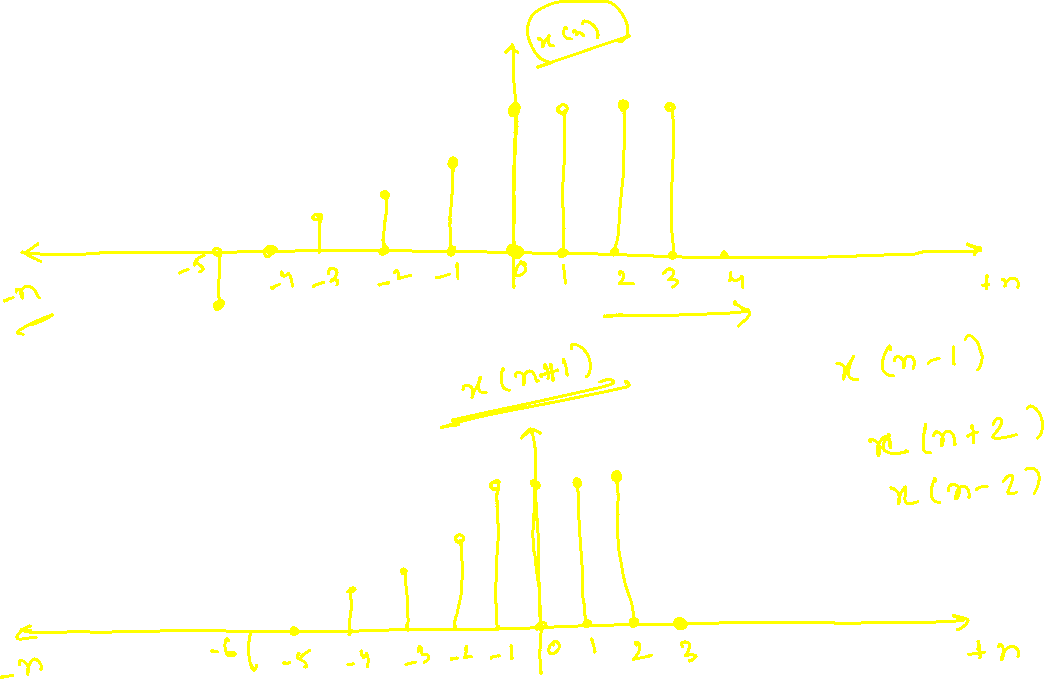 x(n)
-5 -4 -3 -2 -1 0 1 2 3 4
-n +n
x(n+1)
x(n-1)
x(n+2)
x(n-2)
-6 -5 -4 -3 -1 0 1 2 3
-n +n